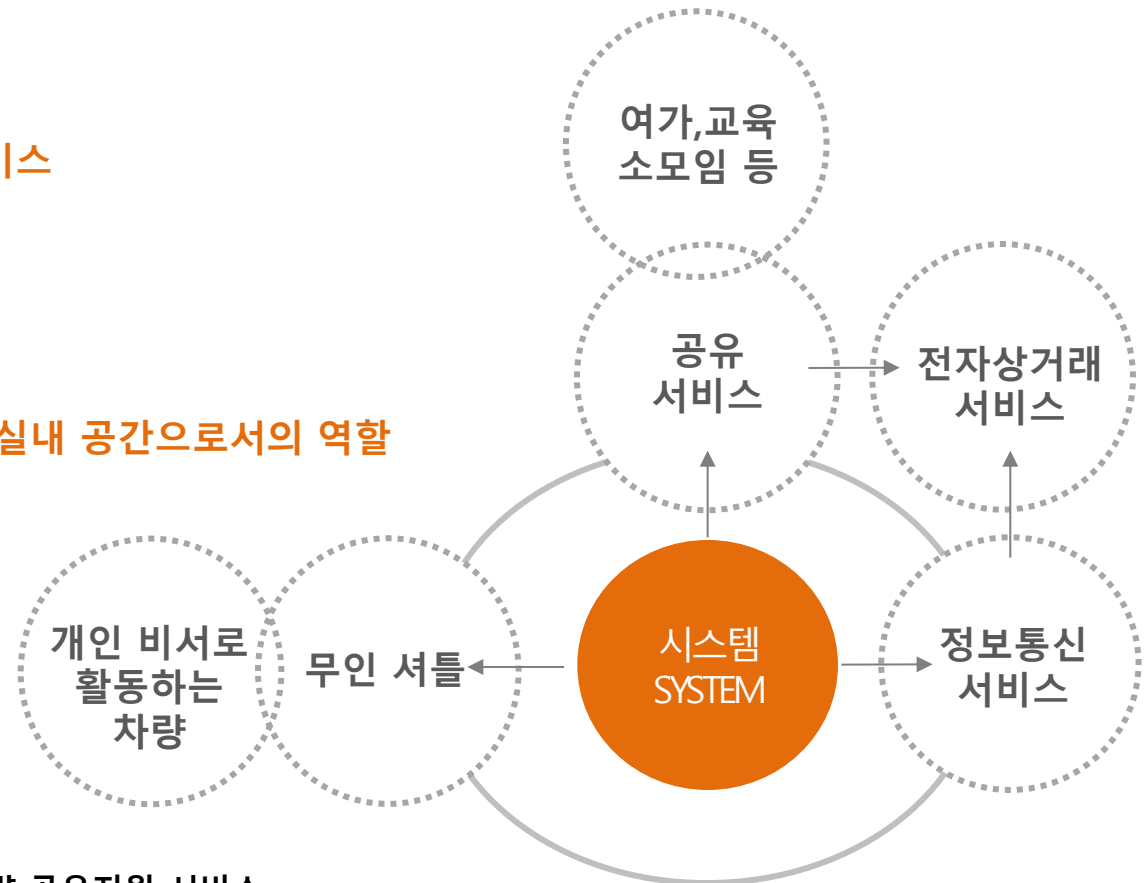 여가,교육
소모임 등
비스
공유
서비스
전자상거래
서비스
실내 공간으로서의 역할
개인 비서로
활동하는
차량
무인 셔틀
시스템
SYSTEM
정보통신
서비스